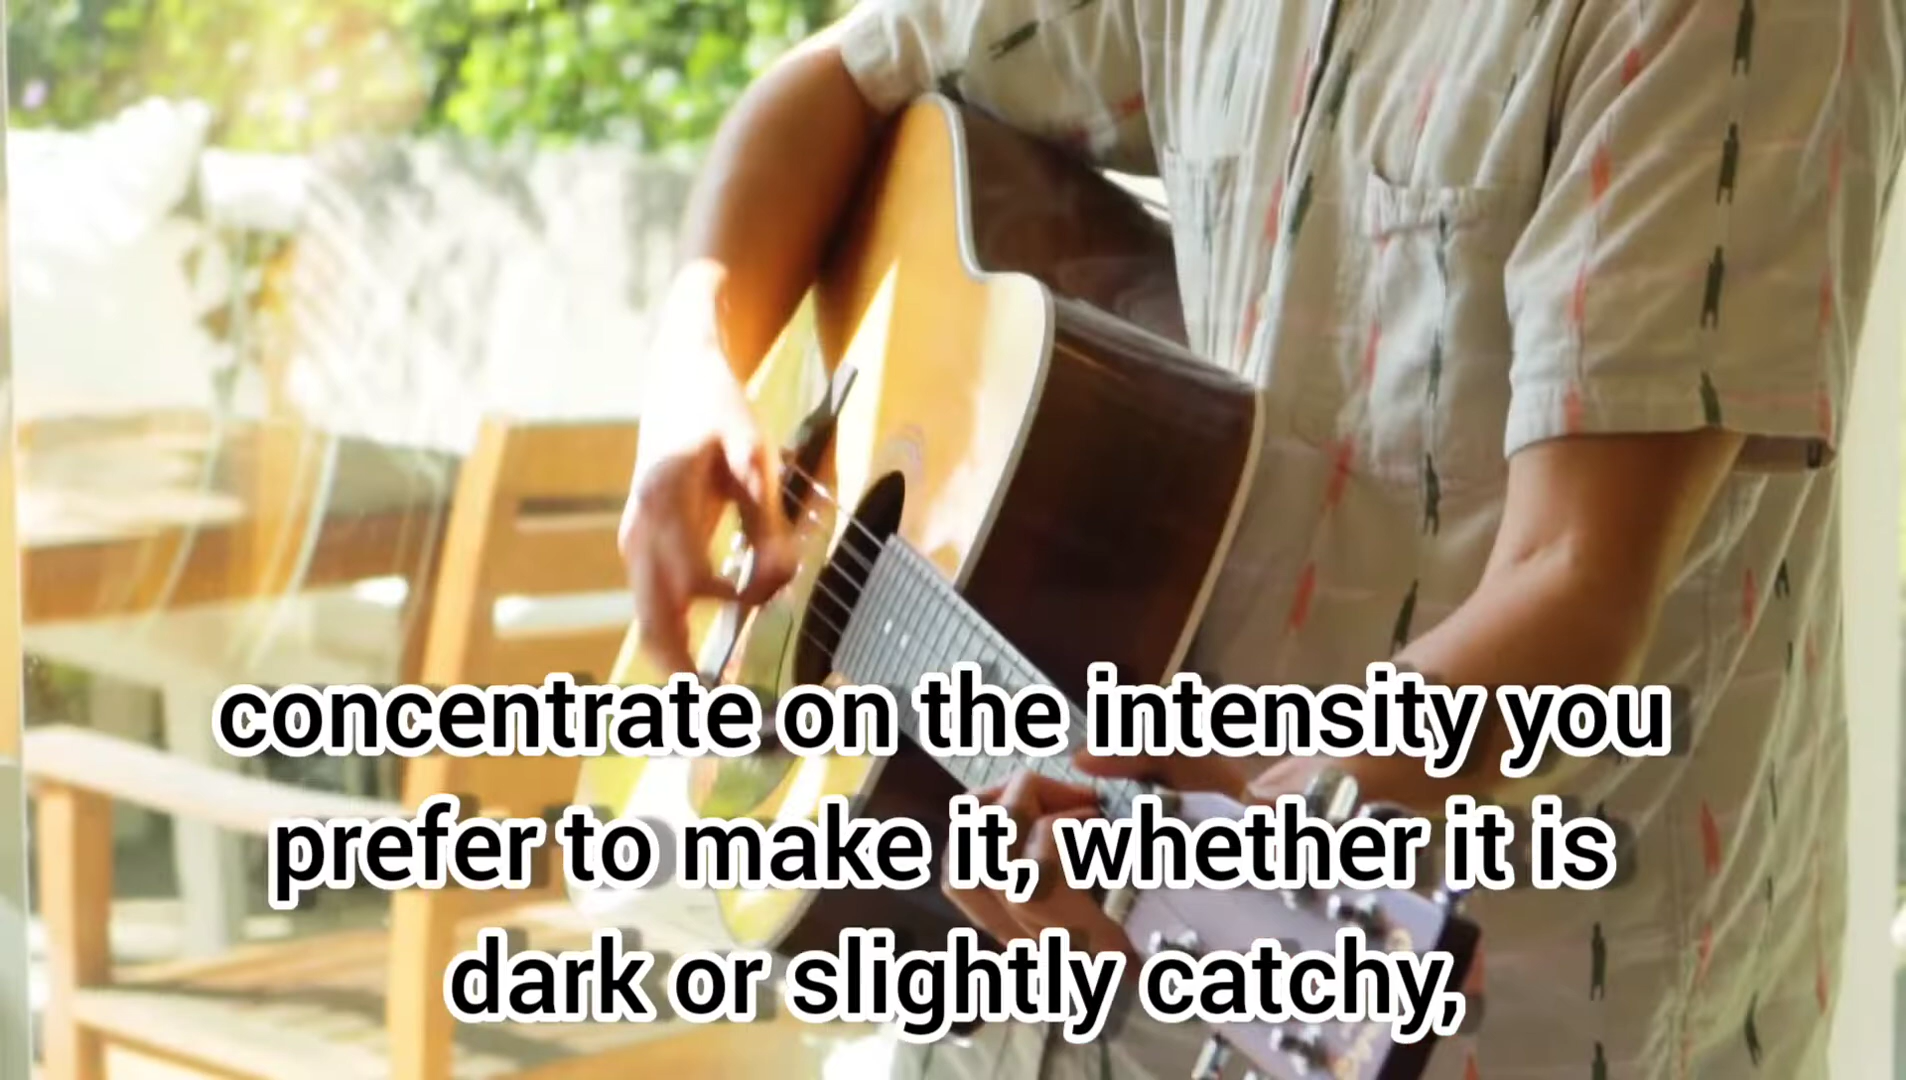 concentrate on the intensity you
prefer to make it, whether it is
dark or slightly catchy,